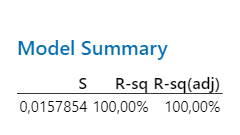 Model Summary
S R-sq R-sq(adj)
0,0157854 100,00% 100,00%